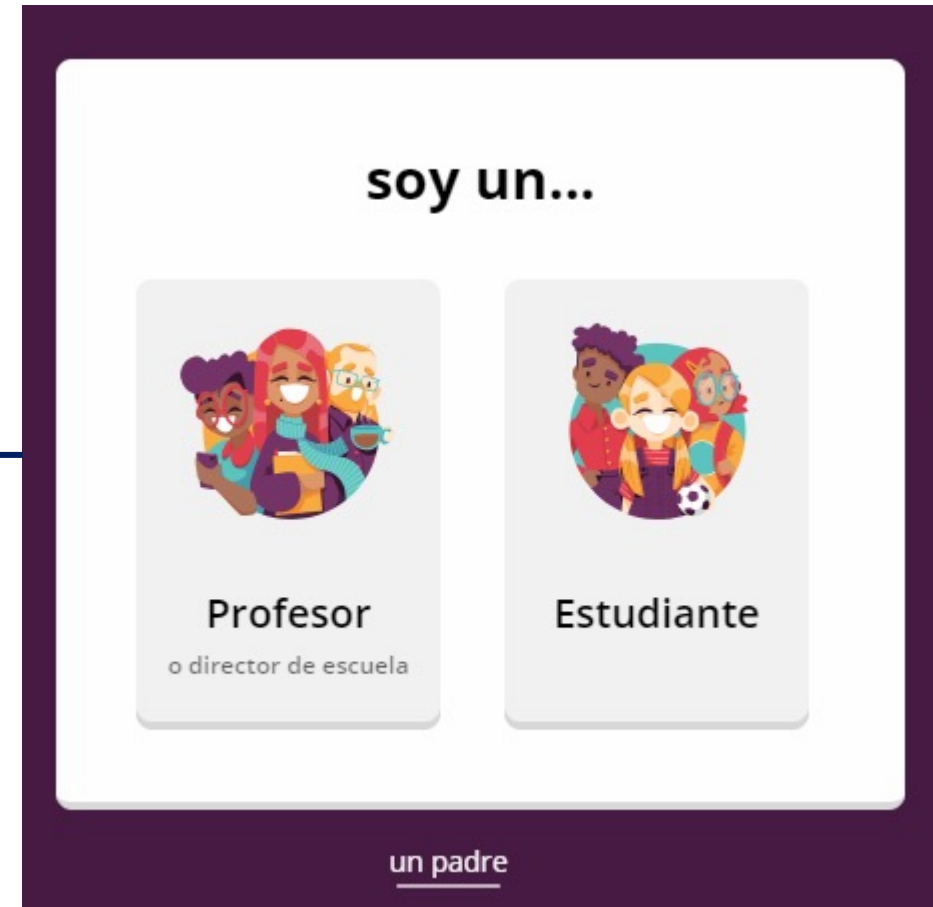 soy un...
Profesor
o director de escuela
Estudiante
un padre